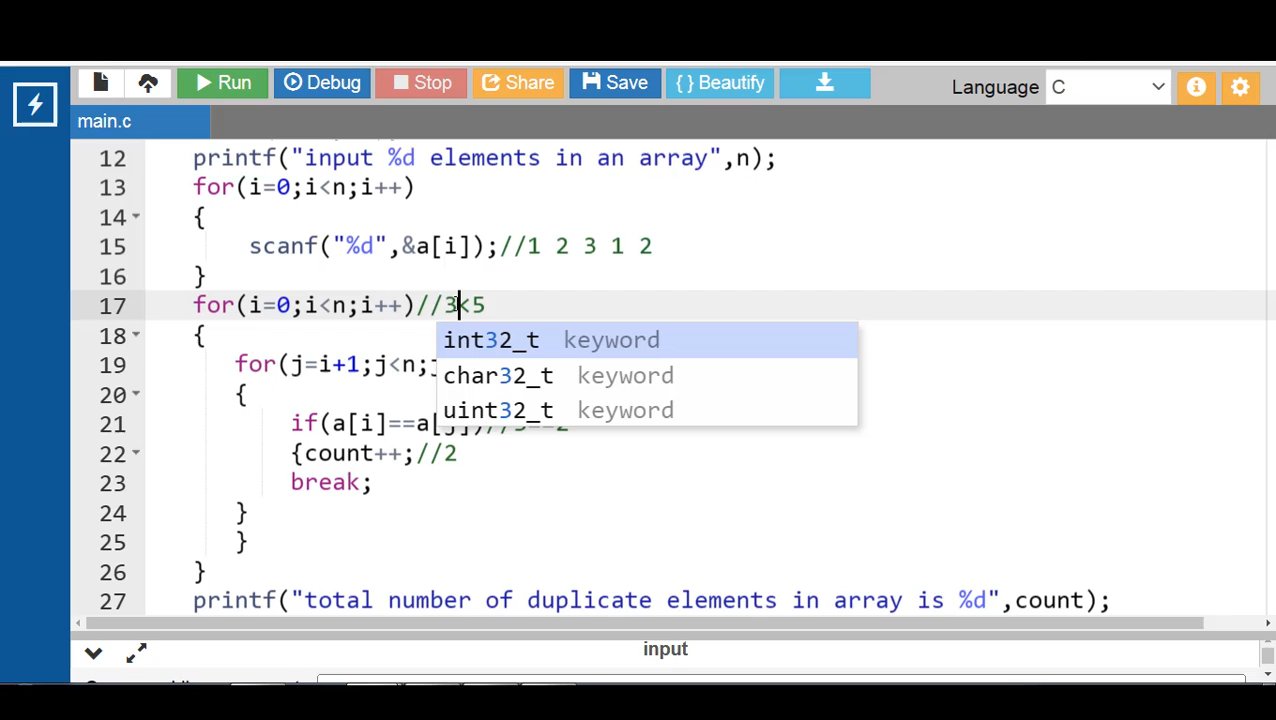 Run Debug Stop Share Save { } Beautify Language C
main.c
12 printf("input %d elements in an array",n);
13 for(i=0;i<n;i++)
14 {
15 scanf("%d",&a[i]);//1 2 3 1 2
16 }
17 for(i=0;i<n;i++)//3<5
18 {
int32_t keyword
19 for(j=i+1;j<n;
char32_t keyword
20 {
uint32_t keyword
21 if(a[i]==a[j])//3==2
22 {count++;//2
23 break;
24 }
25 }
26 }
27 printf("total number of duplicate elements in array is %d",count);
input